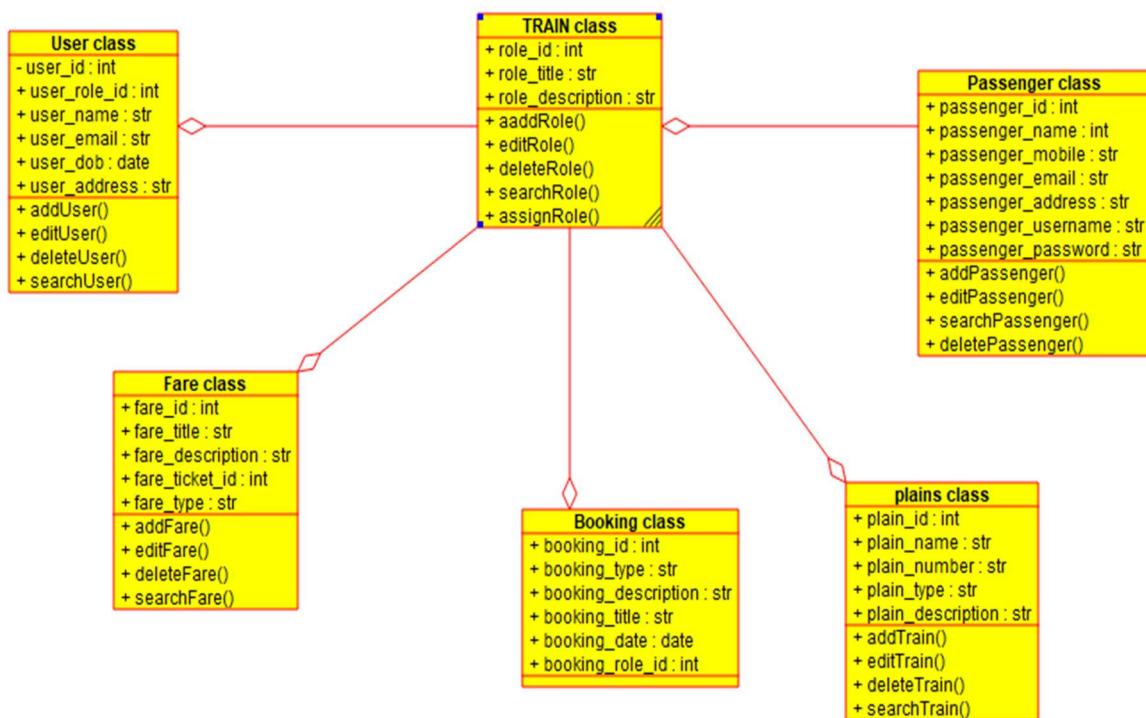 User class
- user_id : int
+ user_role_id : int
+ user_name : str
+ user_email : str
+ user_dob : date
+ user_address : str
+ addUser()
+ editUser()
+ deleteUser()
+ searchUser()
TRAIN class
+ role_id : int
+ role_title : str
+ role_description : str
+ aaddRole()
+ editRole()
+ deleteRole()
+ searchRole()
+ assignRole()
Passenger class
+ passenger_id : int
+ passenger_name : int
+ passenger_mobile : str
+ passenger_email : str
+ passenger_address : str
+ passenger_username : str
+ passenger_password : str
+ addPassenger()
+ editPassenger()
+ searchPassenger()
+ deletePassenger()
Fare class
+ fare_id : int
+ fare_title : str
+ fare_description : str
+ fare_ticket_id : int
+ fare_type : str
+ addFare()
+ editFare()
+ deleteFare()
+ searchFare()
Booking class
+ booking_id : int
+ booking_type : str
+ booking_description : str
+ booking_title : str
+ booking_date : date
+ booking_role_id : int
plains class
+ plain_id : int
+ plain_name : str
+ plain_number : str
+ plain_type : str
+ plain_description : str
+ addTrain()
+ editTrain()
+ deleteTrain()
+ searchTrain()